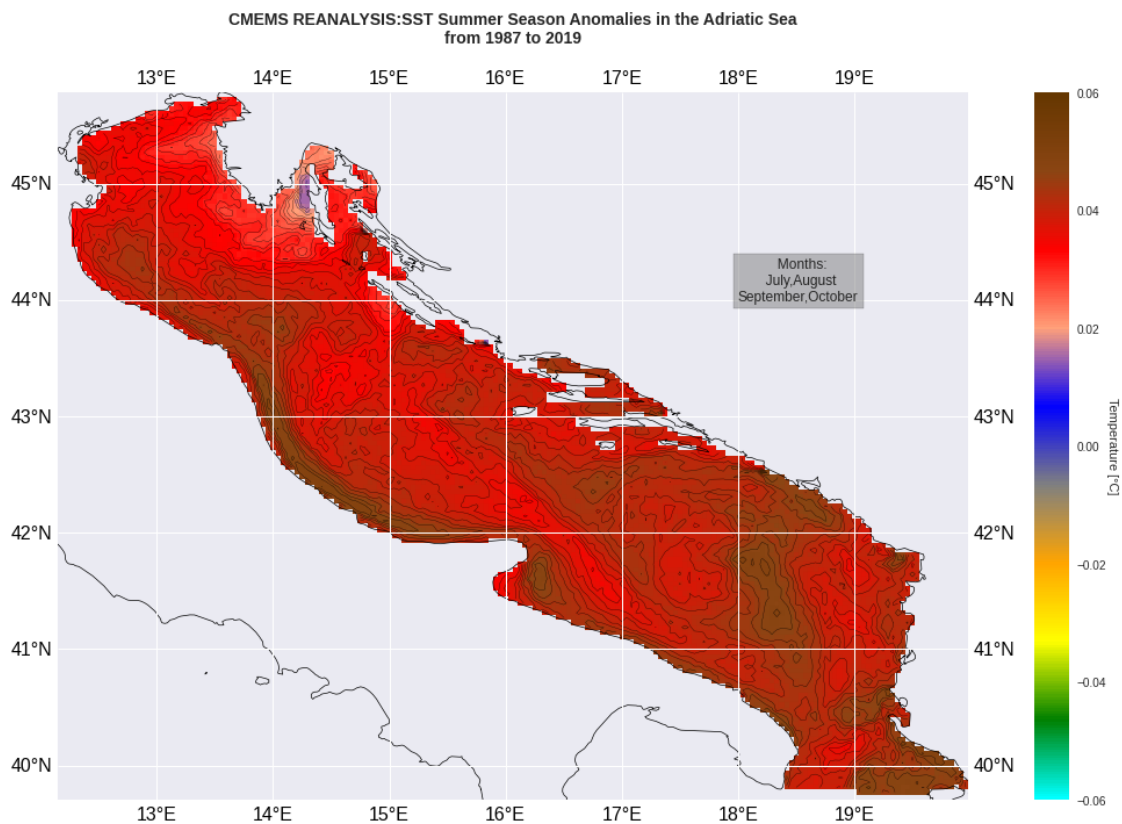 CMEMS REANALYSIS:SST Summer Season Anomalies in the Adriatic Sea
from 1987 to 2019
13°E 14°E 15°E 16°E 17°E 18°E 19°E
0.06
45°N 45°N
0.04
Months:
July,August
September,October
44°N 44°N
0.02
43°N 43°N
Temperature [°C]
0.00
42°N 42°N
−0.02
41°N 41°N
−0.04
40°N 40°N
−0.06
13°E 14°E 15°E 16°E 17°E 18°E 19°E